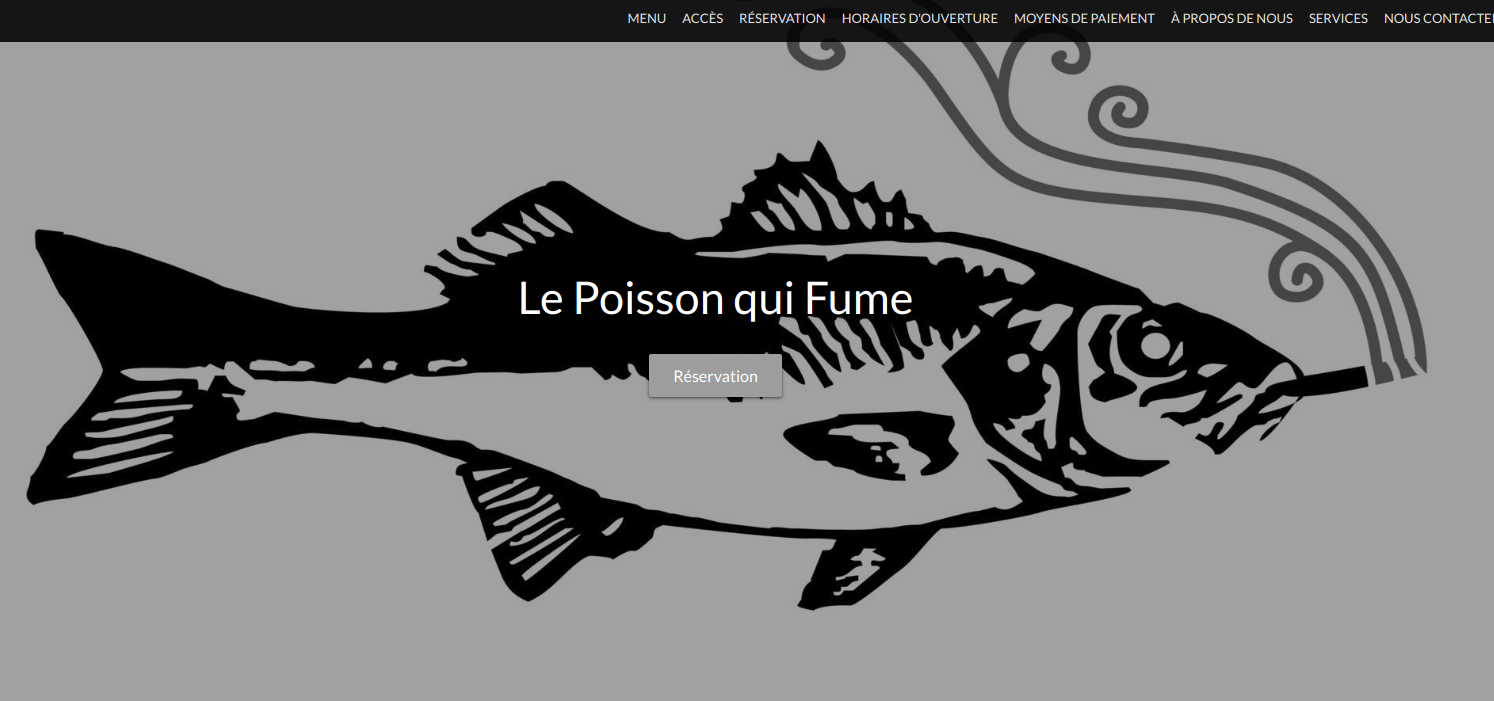 MENU ACCÈS RÉSERVATION HORAIRES D'OUVERTURE MOYENS DE PAIEMENT À PROPOS DE NOUS SERVICES NOUS CONTACTE
Le Poisson qui Fume
Réservation